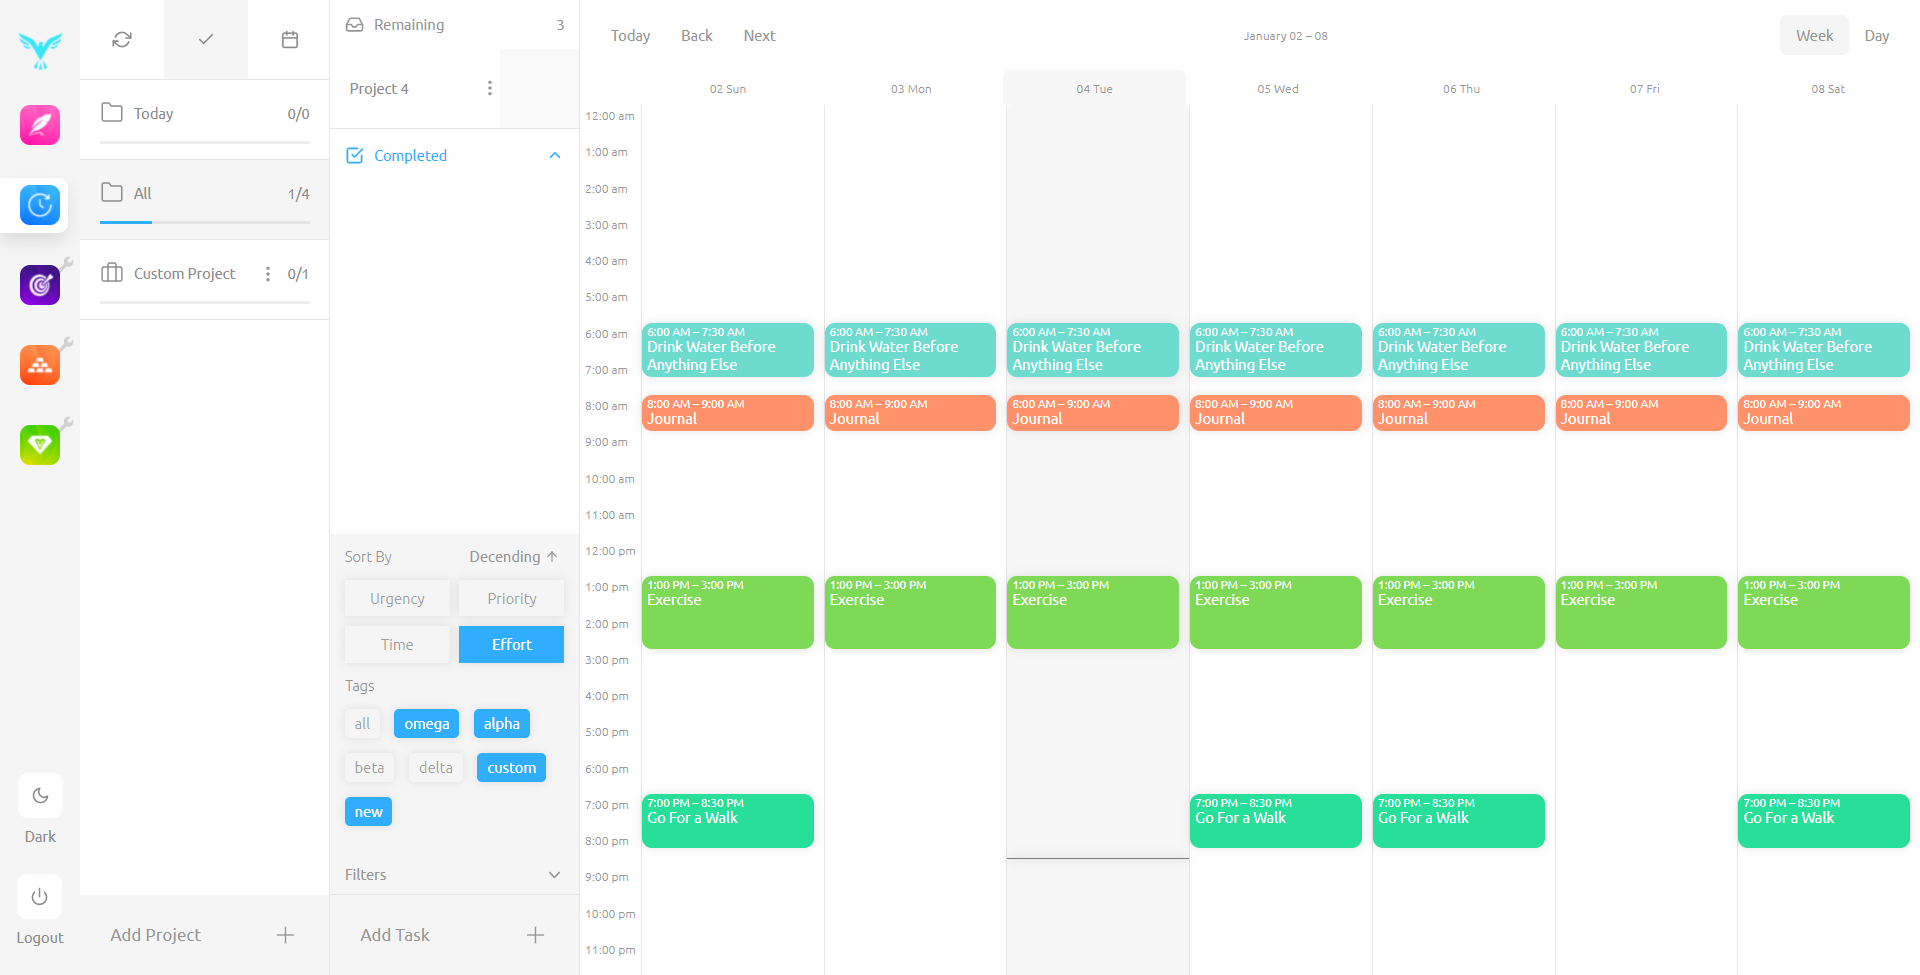 Today
0/0
All
1/4
Custom Project
0/1
Dark
Logout
Add Project
Remaining
3
Project 4
Completed
Sort By
Decending
Urgency
Priority
Time
Effort
Tags
all
omega
alpha
beta
delta
custom
new
Filters
Add Task
Today
Back
Next
January 02 – 08
Week
Day
02 Sun
03 Mon
04 Tue
05 Wed
06 Thu
07 Fri
08 Sat
12:00 am
1:00 am
2:00 am
3:00 am
4:00 am
5:00 am
6:00 am
7:00 am
8:00 am
9:00 am
10:00 am
11:00 am
12:00 pm
1:00 pm
2:00 pm
3:00 pm
4:00 pm
5:00 pm
6:00 pm
7:00 pm
8:00 pm
9:00 pm
10:00 pm
11:00 pm
6:00 AM – 7:30 AM
Drink Water Before
Anything Else
8:00 AM – 9:00 AM
Journal
1:00 PM – 3:00 PM
Exercise
7:00 PM – 8:30 PM
Go For a Walk
6:00 AM – 7:30 AM
Drink Water Before
Anything Else
8:00 AM – 9:00 AM
Journal
1:00 PM – 3:00 PM
Exercise
6:00 AM – 7:30 AM
Drink Water Before
Anything Else
8:00 AM – 9:00 AM
Journal
1:00 PM – 3:00 PM
Exercise
6:00 AM – 7:30 AM
Drink Water Before
Anything Else
8:00 AM – 9:00 AM
Journal
1:00 PM – 3:00 PM
Exercise
7:00 PM – 8:30 PM
Go For a Walk
6:00 AM – 7:30 AM
Drink Water Before
Anything Else
8:00 AM – 9:00 AM
Journal
1:00 PM – 3:00 PM
Exercise
7:00 PM – 8:30 PM
Go For a Walk
6:00 AM – 7:30 AM
Drink Water Before
Anything Else
8:00 AM – 9:00 AM
Journal
1:00 PM – 3:00 PM
Exercise
6:00 AM – 7:30 AM
Drink Water Before
Anything Else
8:00 AM – 9:00 AM
Journal
1:00 PM – 3:00 PM
Exercise
7:00 PM – 8:30 PM
Go For a Walk